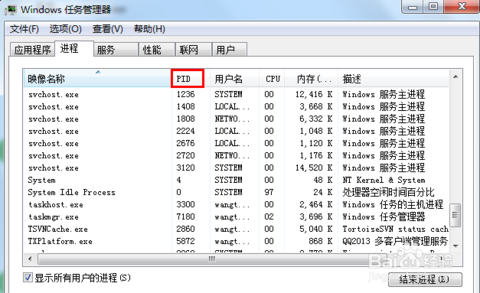 Windows 任务管理器
文件(F) 选项(O) 查看(V) 帮助(H)
应用程序 进程 服务 性能 联网 用户
映像名称 PID 用户名 CPU 内存(... 描述
svchost.exe 1236 SYSTEM 00 12,416 K Windows 服务主进程
svchost.exe 1408 LOCAL... 00 3,668 K Windows 服务主进程
svchost.exe 1808 NETWO... 00 6,332 K Windows 服务主进程
svchost.exe 2224 LOCAL... 00 1,048 K Windows 服务主进程
svchost.exe 2676 LOCAL... 00 1,120 K Windows 服务主进程
svchost.exe 2720 NETWO... 00 1,176 K Windows 服务主进程
svchost.exe 3120 SYSTEM 00 14,520 K Windows 服务主进程
System 4 SYSTEM 00 48 K NT Kernel & System
System Idle Process 0 SYSTEM 97 24 K 处理器空闲时间百分比
taskhost.exe 3300 wangt... 00 2,464 K Windows 任务的主机进程
taskmgr.exe 7180 wangt... 02 3,696 K Windows 任务管理器
TSVNCache.exe 2860 wangt... 00 5,040 K TortoiseSVN status cache
TXPlatform.exe 5872 wangt... 00 868 K QQ2013 多客户端管理服务
显示所有用户的进程(S)
结束进程(E)
Baidu 经验